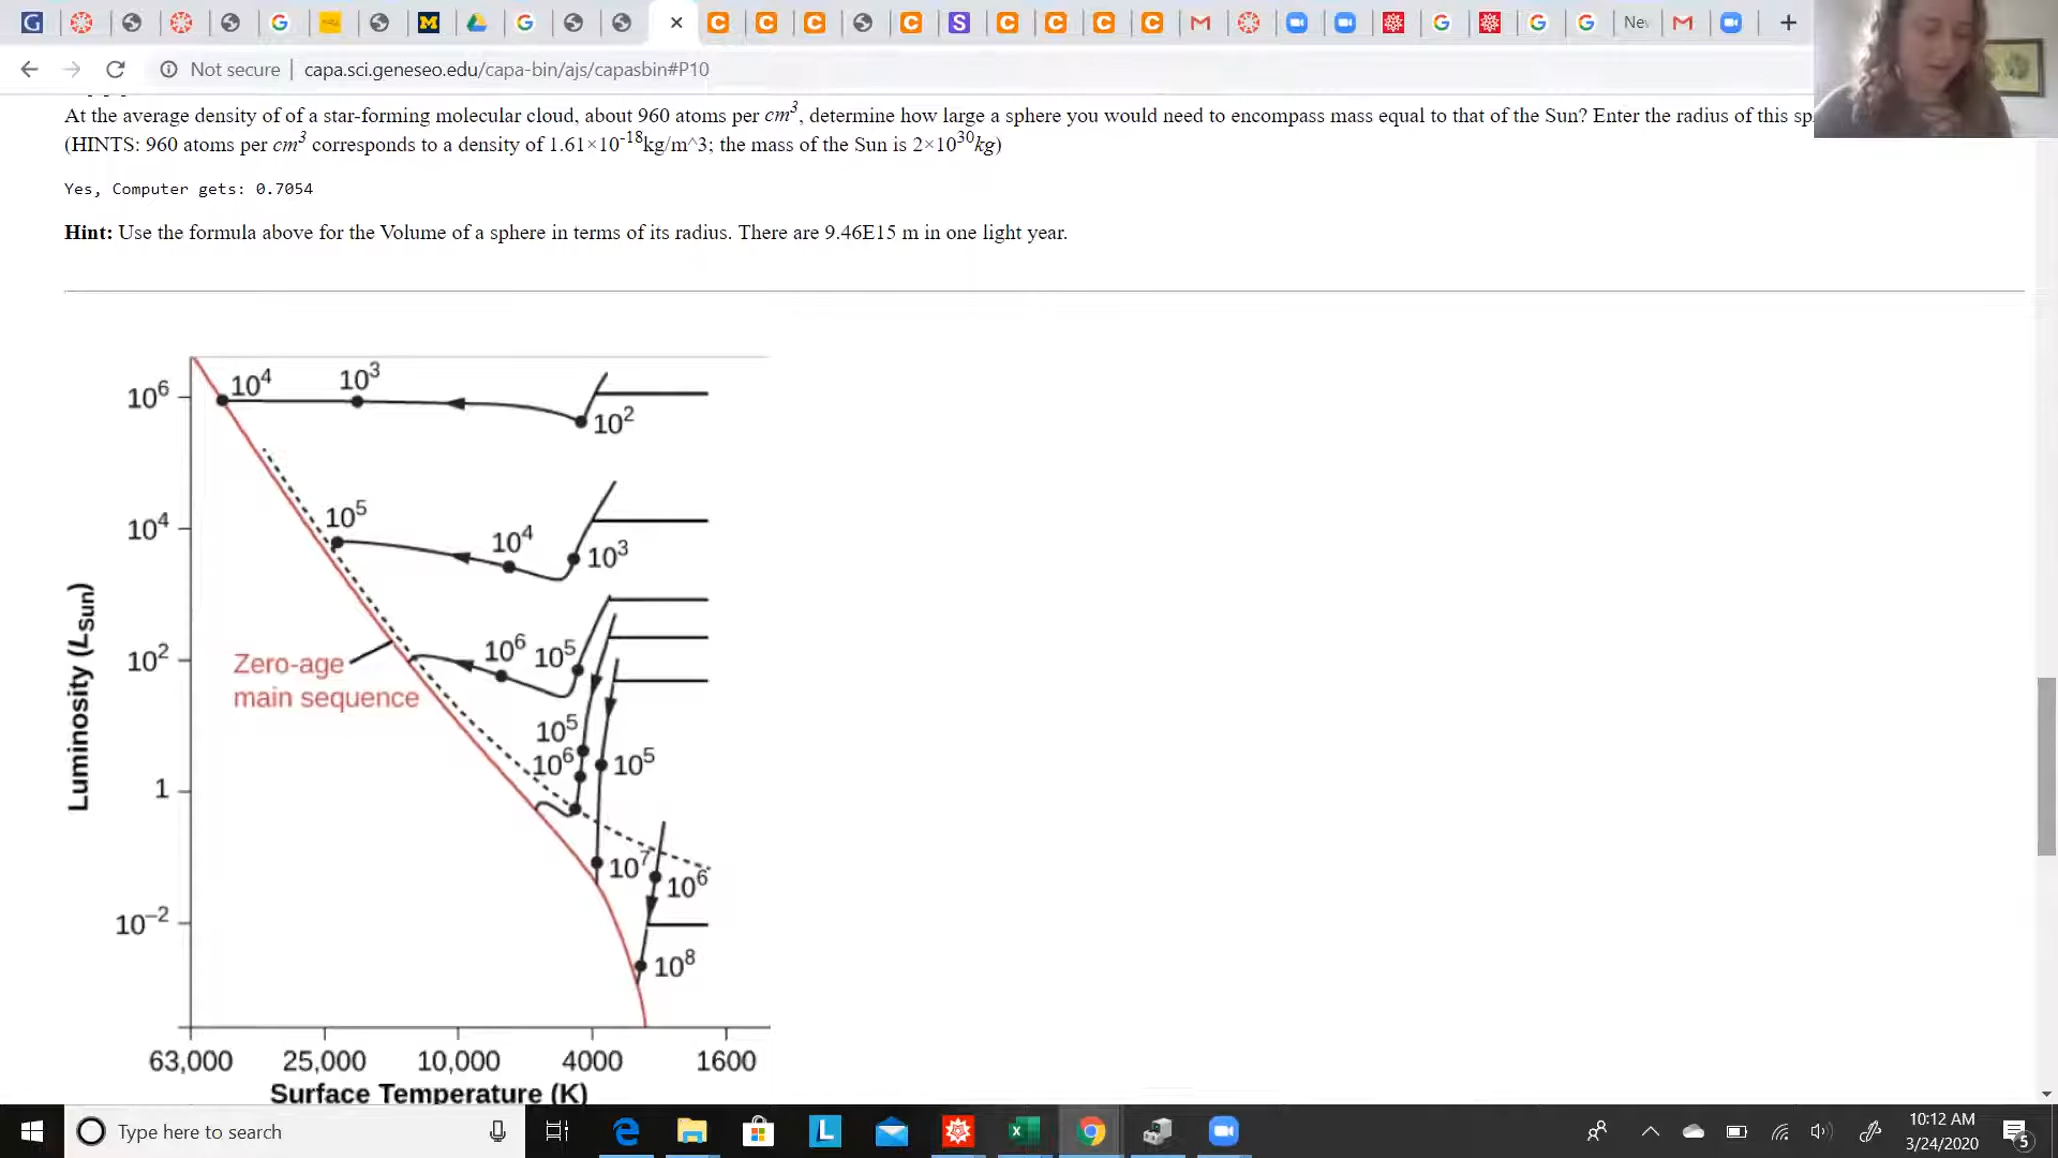 Ne
Not secure
capa.sci.geneseo.edu/capa-bin/ajs/capasbin#P10
At the average density of of a star-forming molecular cloud, about 960 atoms per cm³, determine how large a sphere you would need to encompass mass equal to that of the Sun? Enter the radius of this sp
(HINTS: 960 atoms per cm³ corresponds to a density of 1.61×10⁻¹⁸kg/m^3; the mass of the Sun is 2×10³⁰kg)
Yes, Computer gets: 0.7054
Hint: Use the formula above for the Volume of a sphere in terms of its radius. There are 9.46E15 m in one light year.
10⁶
10⁴
10³
10²
10⁴
10⁵
10⁴
10³
10²
10⁶
10⁵
Zero-age
main sequence
10⁵
10⁶
10⁵
1
10⁷
10⁶
10⁻²
10⁸
Luminosity (Lsun)
63,000
25,000
10,000
4000
1600
Surface Temperature (K)
Type here to search
10:12 AM
3/24/2020
5